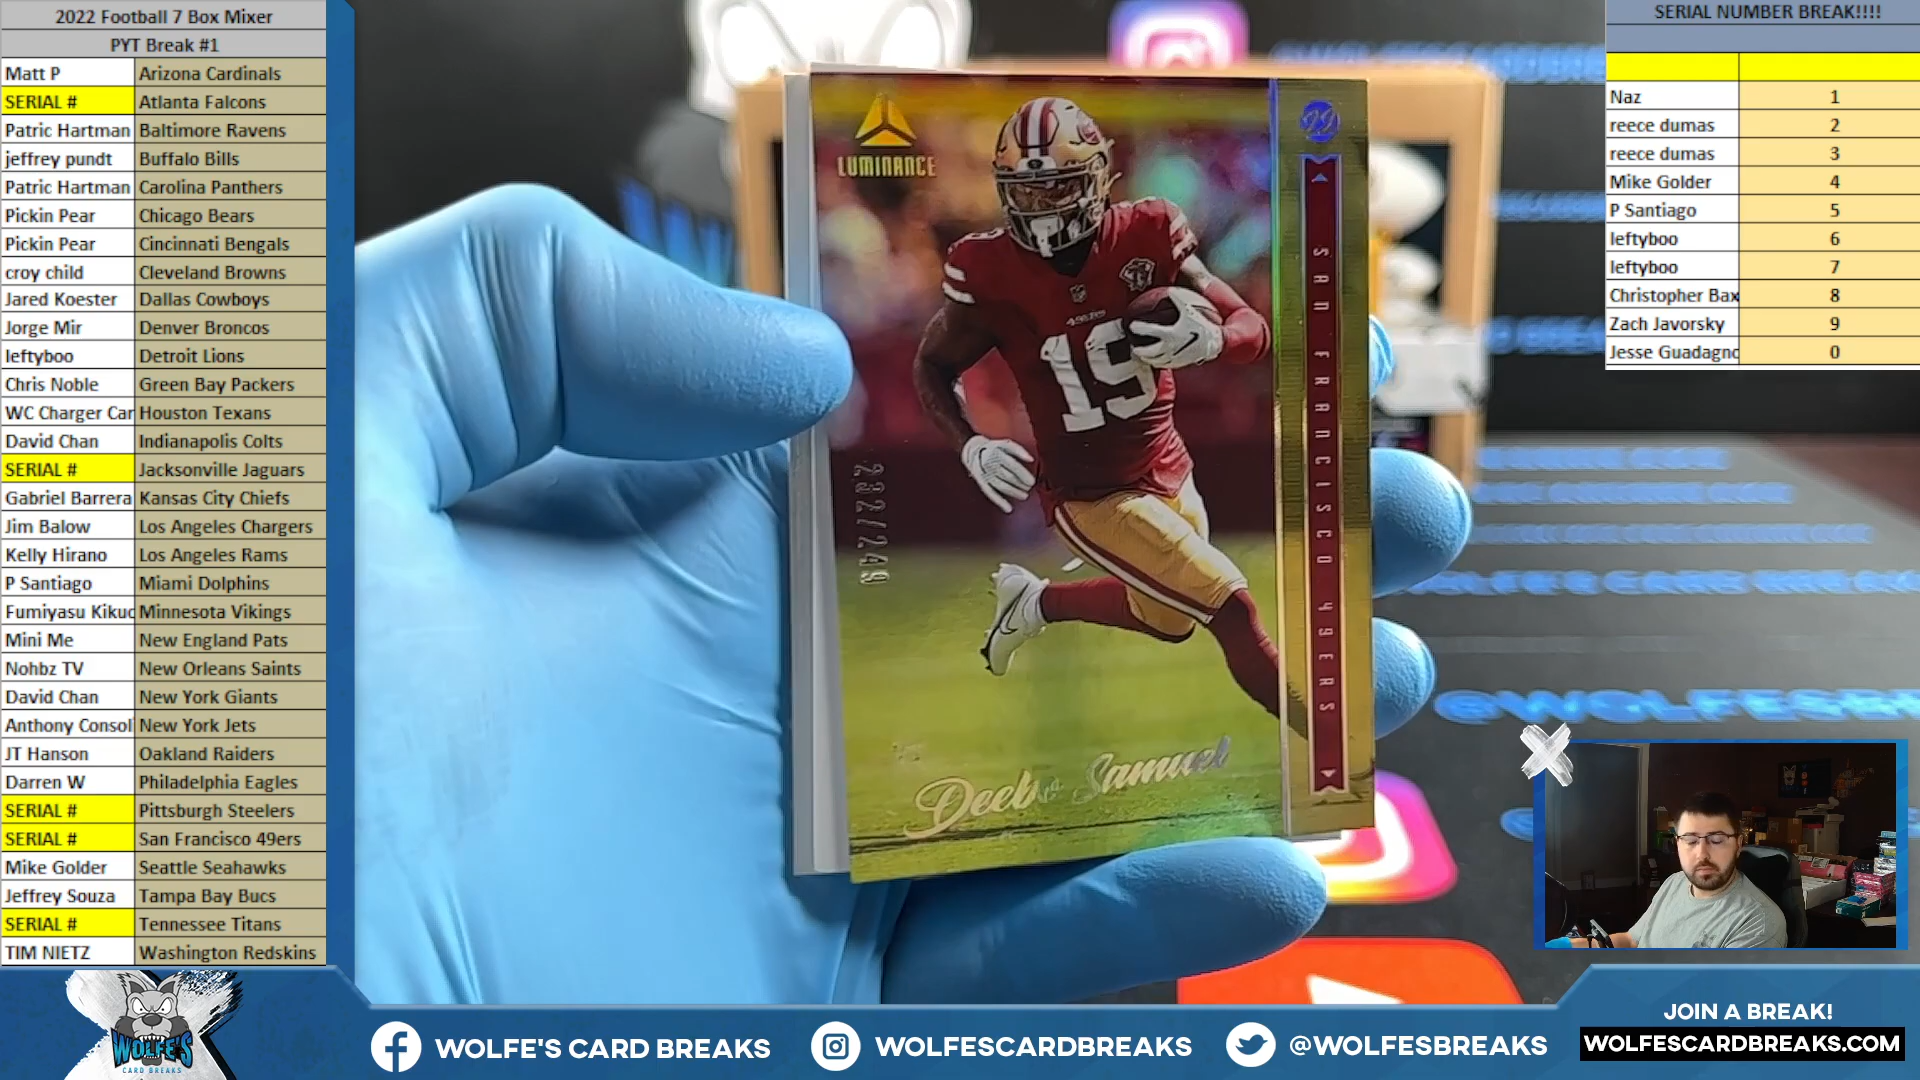 2022 Football 7 Box Mixer
PYT Break #1
Matt P Arizona Cardinals
SERIAL # Atlanta Falcons
Patric Hartman Baltimore Ravens
jeffrey pundt Buffalo Bills
Patric Hartman Carolina Panthers
Pickin Pear Chicago Bears
Pickin Pear Cincinnati Bengals
croy child Cleveland Browns
Jared Koester Dallas Cowboys
Jorge Mir Denver Broncos
leftyboo Detroit Lions
Chris Noble Green Bay Packers
WC Charger Car Houston Texans
David Chan Indianapolis Colts
SERIAL # Jacksonville Jaguars
Gabriel Barrera Kansas City Chiefs
Jim Balow Los Angeles Chargers
Kelly Hirano Los Angeles Rams
P Santiago Miami Dolphins
Fumiyasu Kikuc Minnesota Vikings
Mini Me New England Pats
Nohbz TV New Orleans Saints
David Chan New York Giants
Anthony Consol New York Jets
JT Hanson Oakland Raiders
Darren W Philadelphia Eagles
SERIAL # Pittsburgh Steelers
SERIAL # San Francisco 49ers
Mike Golder Seattle Seahawks
Jeffrey Souza Tampa Bay Bucs
SERIAL # Tennessee Titans
TIM NIETZ Washington Redskins
LUMINANCE
SAN FRANCISCO 49ERS
49ERS
19
232/249
Deebo Samuel
@WOLFESB
SERIAL NUMBER BREAK!!!!
Naz 1
reece dumas 2
reece dumas 3
Mike Golder 4
P Santiago 5
leftyboo 6
leftyboo 7
Christopher Bax 8
Zach Javorsky 9
Jesse Guadagno 0
WOLFE'S
CARD BREAKS
WOLFE'S CARD BREAKS
WOLFESCARDBREAKS
@WOLFESBREAKS
JOIN A BREAK!
WOLFESCARDBREAKS.COM